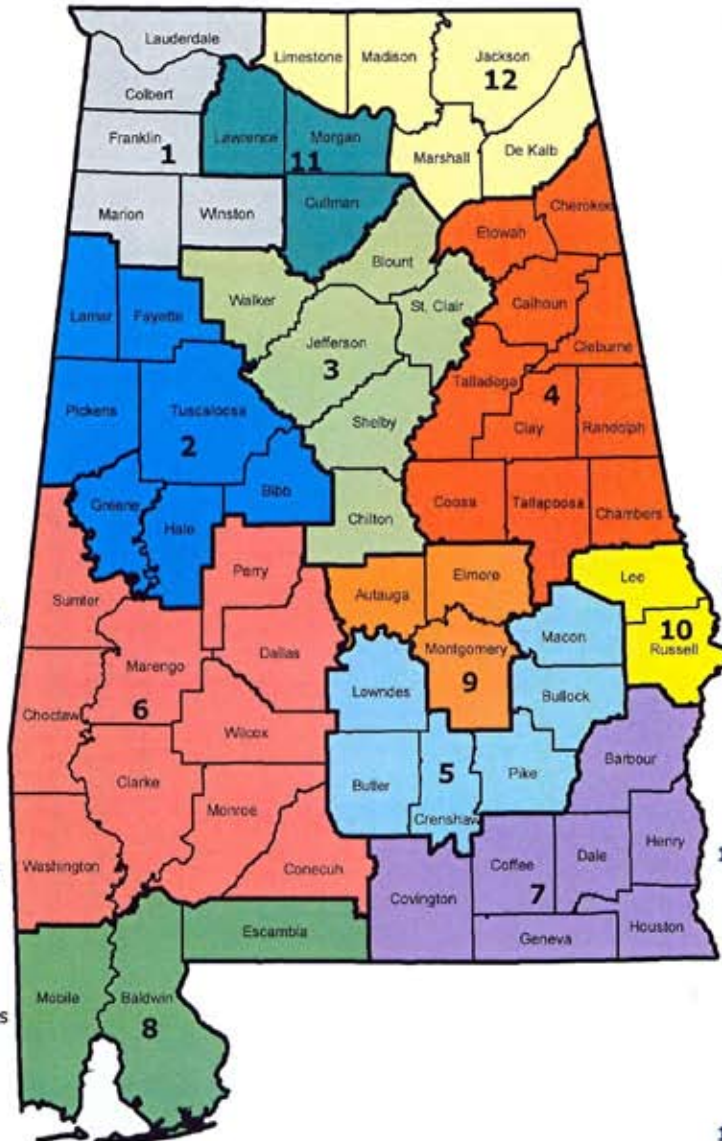 Lauderdale
Limestone Madison Jackson
12
Colbert
Franklin 1 Lawrence Morgan
11
Marshall De Kalb
Marion Winston Cullman
Cherokee
Etowah
Blount
Walker St. Clair Calhoun
Lamar Fayette Jefferson
3
Cleburne
Talladega 4
Pickens Tuscaloosa Shelby Clay Randolph
2
Bibb
Greene Hale Chilton Coosa Tallapoosa Chambers
Perry Autauga Elmore Lee
Sumter 10
Marengo Dallas Montgomery Macon Russell
9
Choctaw 6 Lowndes Bullock
Wilcox
Clarke Butler 5 Pike Barbour
Monroe Crenshaw
Washington Conecuh Covington Coffee Dale Henry
7
Escambia Geneva Houston
Mobile Baldwin
8
s